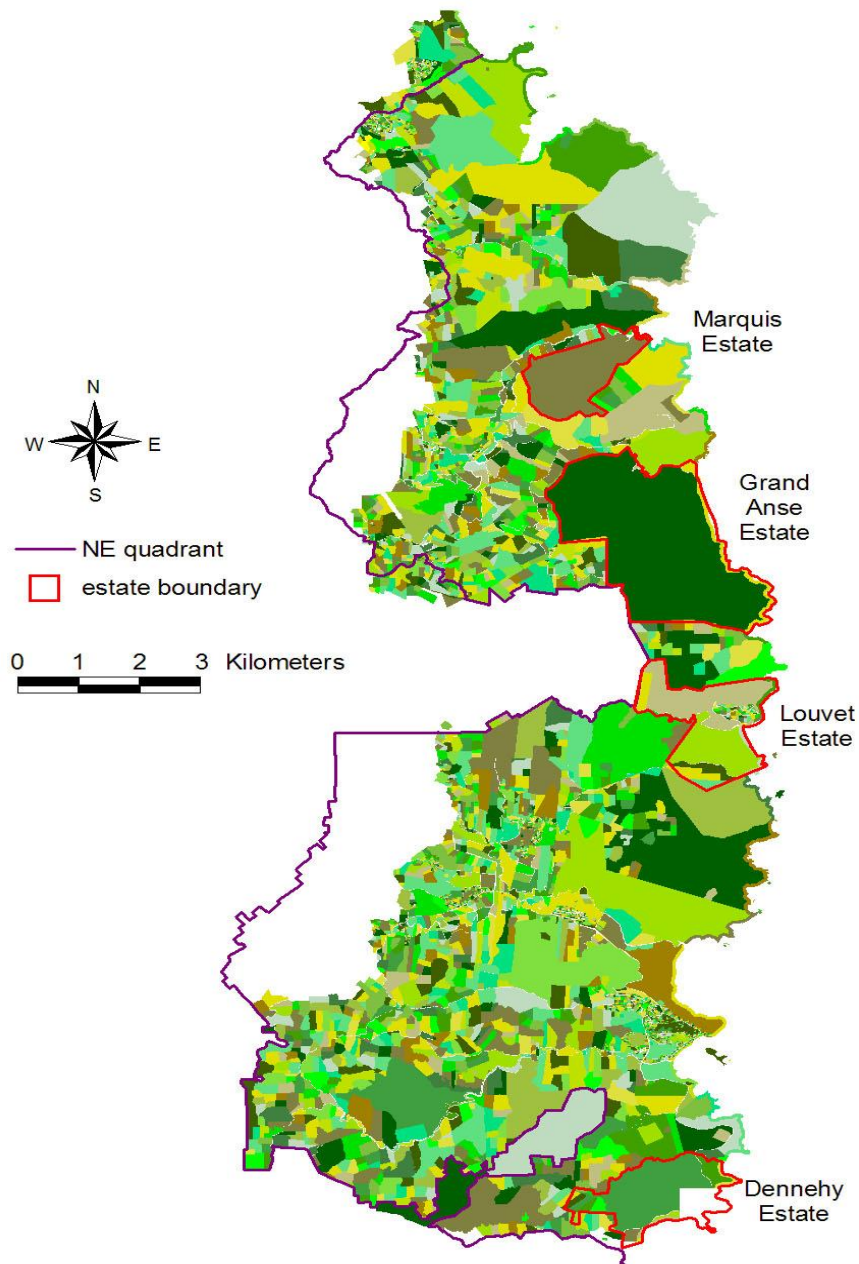 Marquis
Estate
N
W E
S
Grand
Anse
Estate
NE quadrant
estate boundary
0 1 2 3 Kilometers
Louvet
Estate
Dennehy
Estate